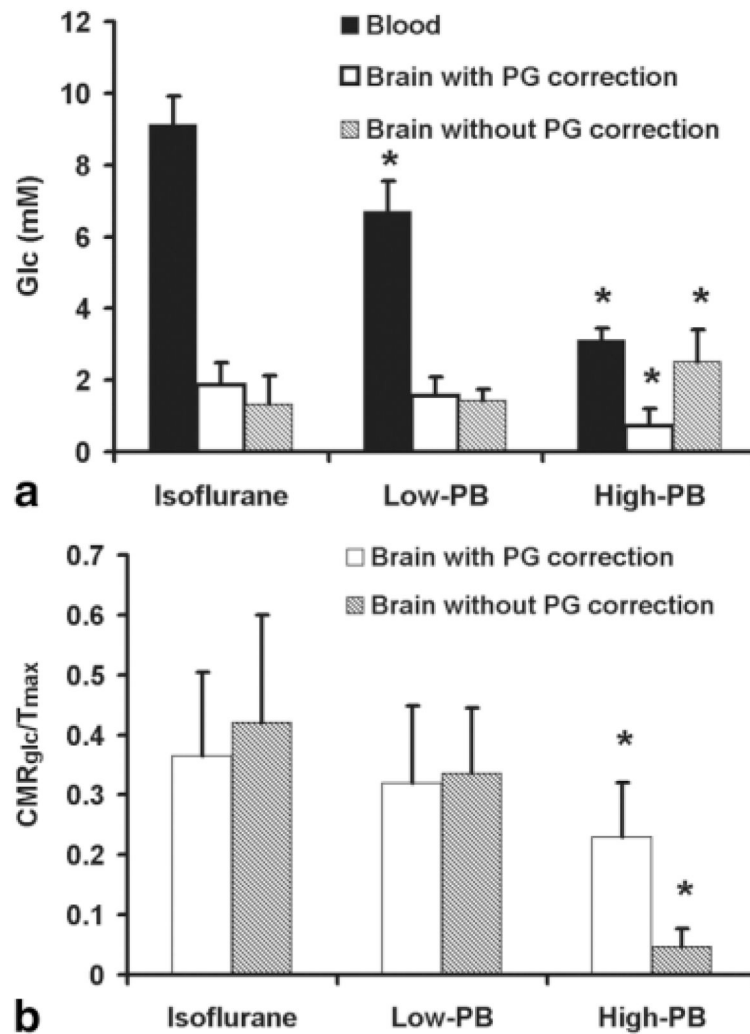 12
10
8
6
4
2
0
Glc (mM)
Blood
Brain with PG correction
Brain without PG correction
*
*
*
*
Isoflurane
Low-PB
High-PB
a
0.7
0.6
0.5
0.4
0.3
0.2
0.1
0
CMRglc/Tmax
Brain with PG correction
Brain without PG correction
*
*
Isoflurane
Low-PB
High-PB
b